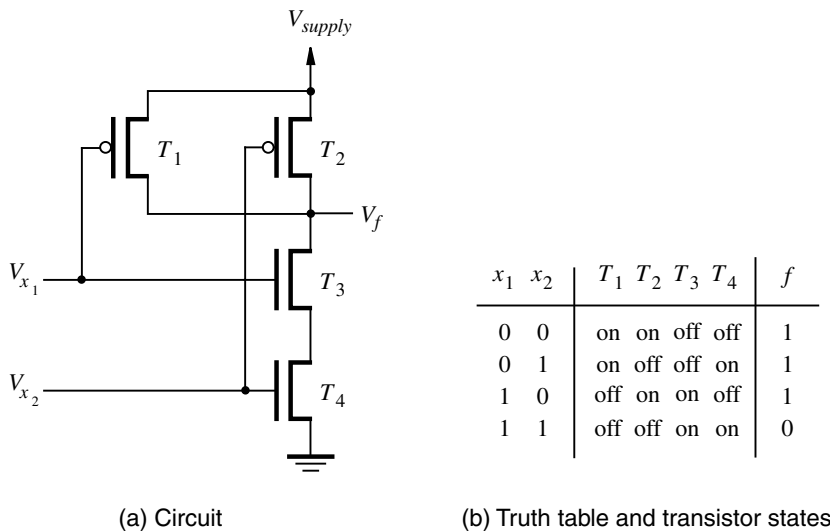 V_supply
T_1
T_2
V_f
V_x_1
T_3
V_x_2
T_4
x_1 x_2 T_1 T_2 T_3 T_4 f
0 0 on on off off 1
0 1 on off off on 1
1 0 off on on off 1
1 1 off off on on 0
(a) Circuit
(b) Truth table and transistor states